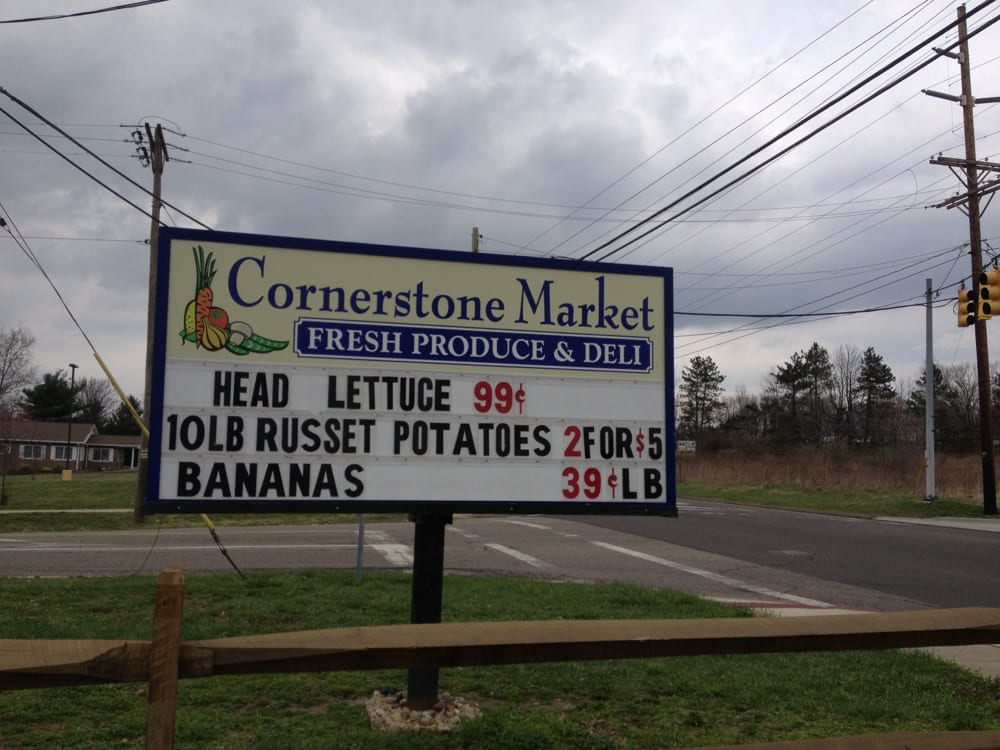 Cornerstone Market
FRESH PRODUCE & DELI
HEAD LETTUCE 99¢
10LB RUSSET POTATOES 2FOR$5
BANANAS 39¢LB